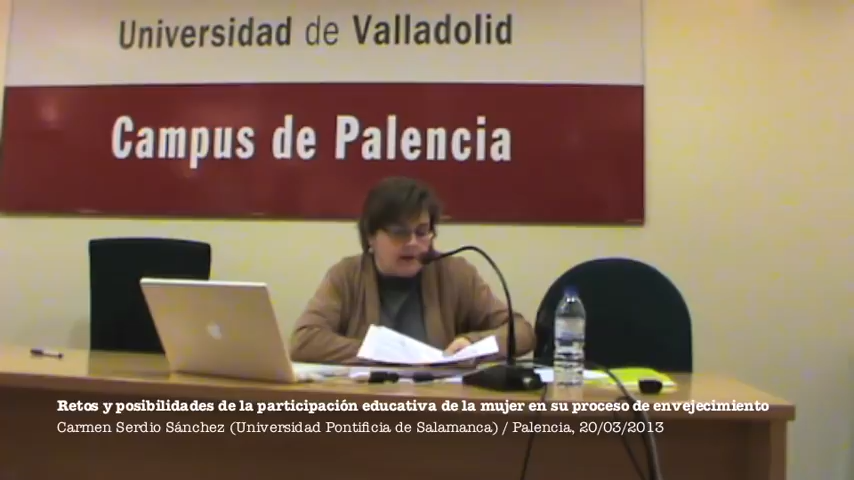 Universidad de Valladolid
Campus de Palencia
Retos y posibilidades de la participación educativa de la mujer en su proceso de envejecimiento
Carmen Serdio Sánchez (Universidad Pontificia de Salamanca) / Palencia, 20/03/2013